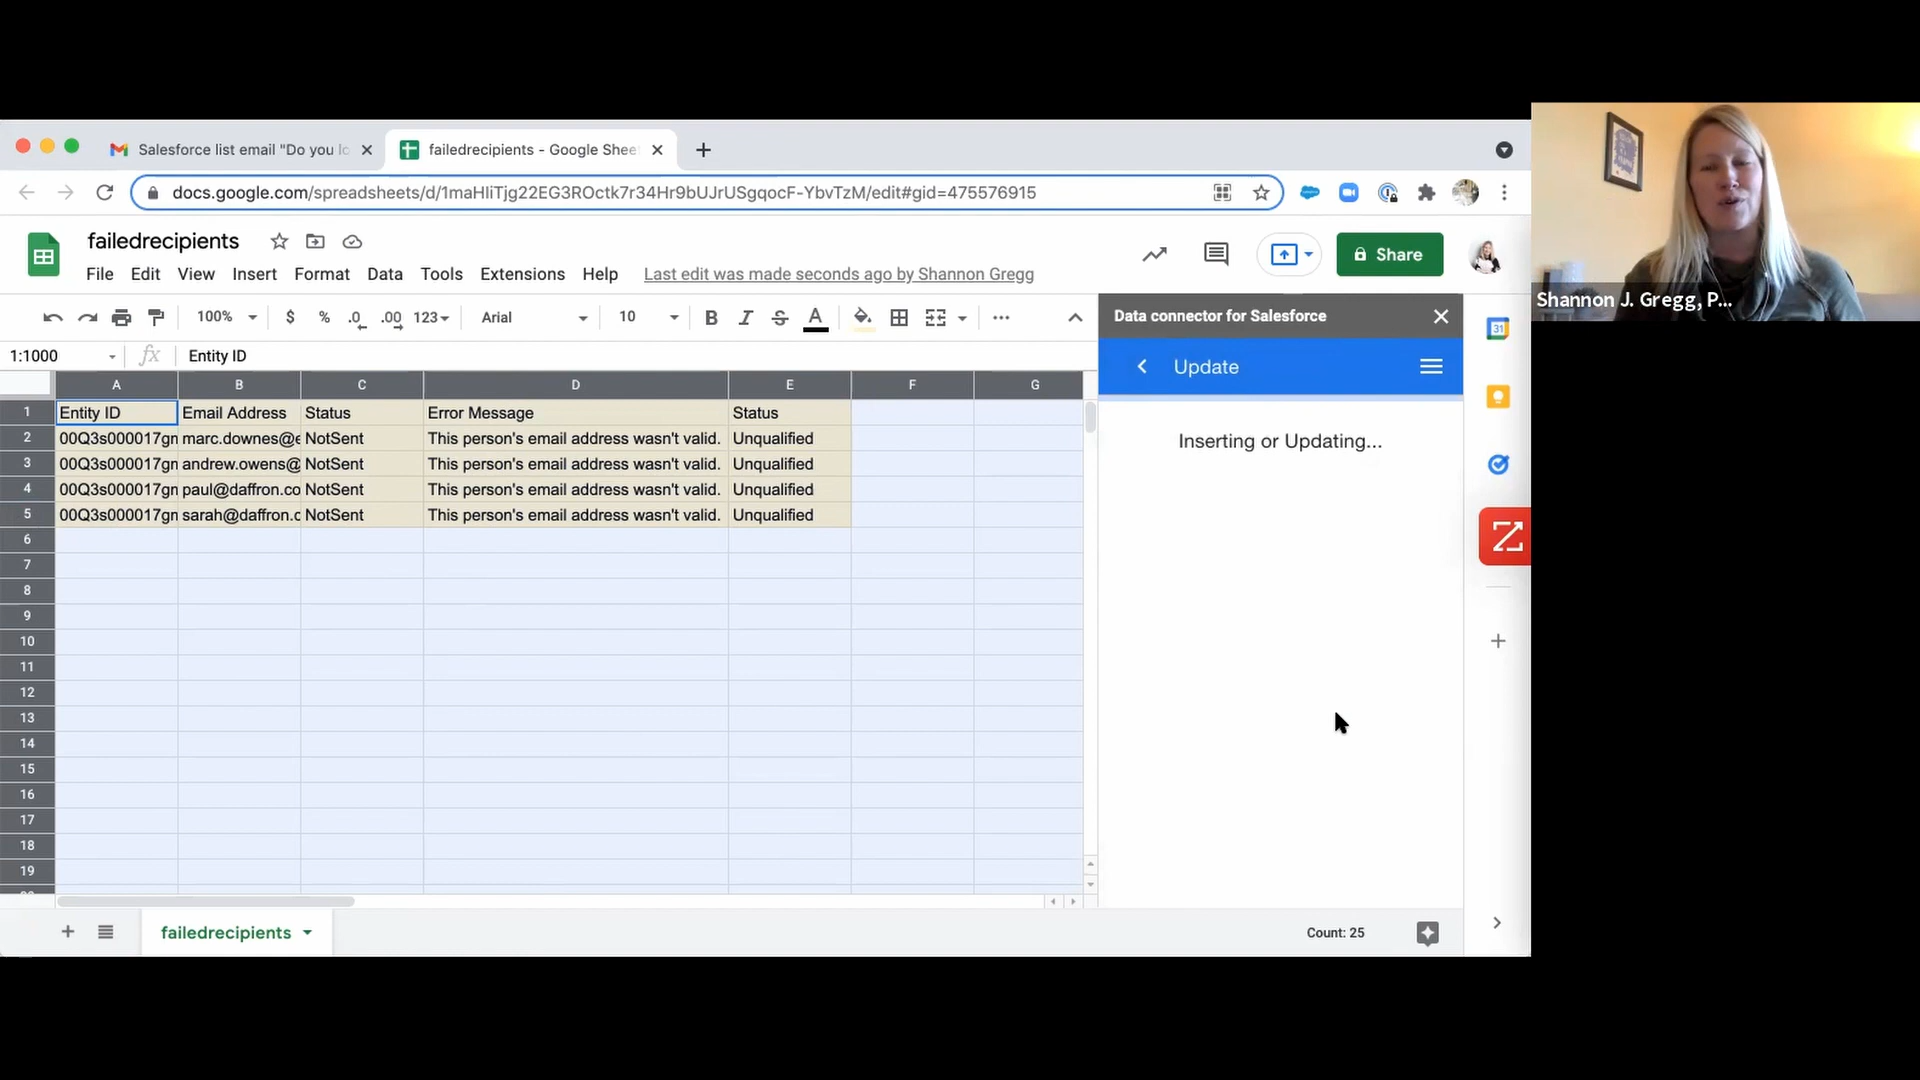 Salesforce list email "Do you lo
failedrecipients - Google Shee
docs.google.com/spreadsheets/d/1maHIiTjg22EG3ROctk7r34Hr9bUJrUSgqocF-YbvTzM/edit#gid=475576915
failedrecipients
File Edit View Insert Format Data Tools Extensions Help Last edit was made seconds ago by Shannon Gregg
Share
100% $ % .0 .00 123 Arial 10 B I S A
1:1000 fx Entity ID
A B C D E F G
1 Entity ID Email Address Status Error Message Status
2 00Q3s000017gn marc.downes@e NotSent This person's email address wasn't valid. Unqualified
3 00Q3s000017gn andrew.owens@ NotSent This person's email address wasn't valid. Unqualified
4 00Q3s000017gn paul@daffron.co NotSent This person's email address wasn't valid. Unqualified
5 00Q3s000017gn sarah@daffron.c NotSent This person's email address wasn't valid. Unqualified
6
7
8
9
10
11
12
13
14
15
16
17
18
19
failedrecipients
Count: 25
Data connector for Salesforce
Update
Inserting or Updating...
31
Shannon J. Gregg, P...